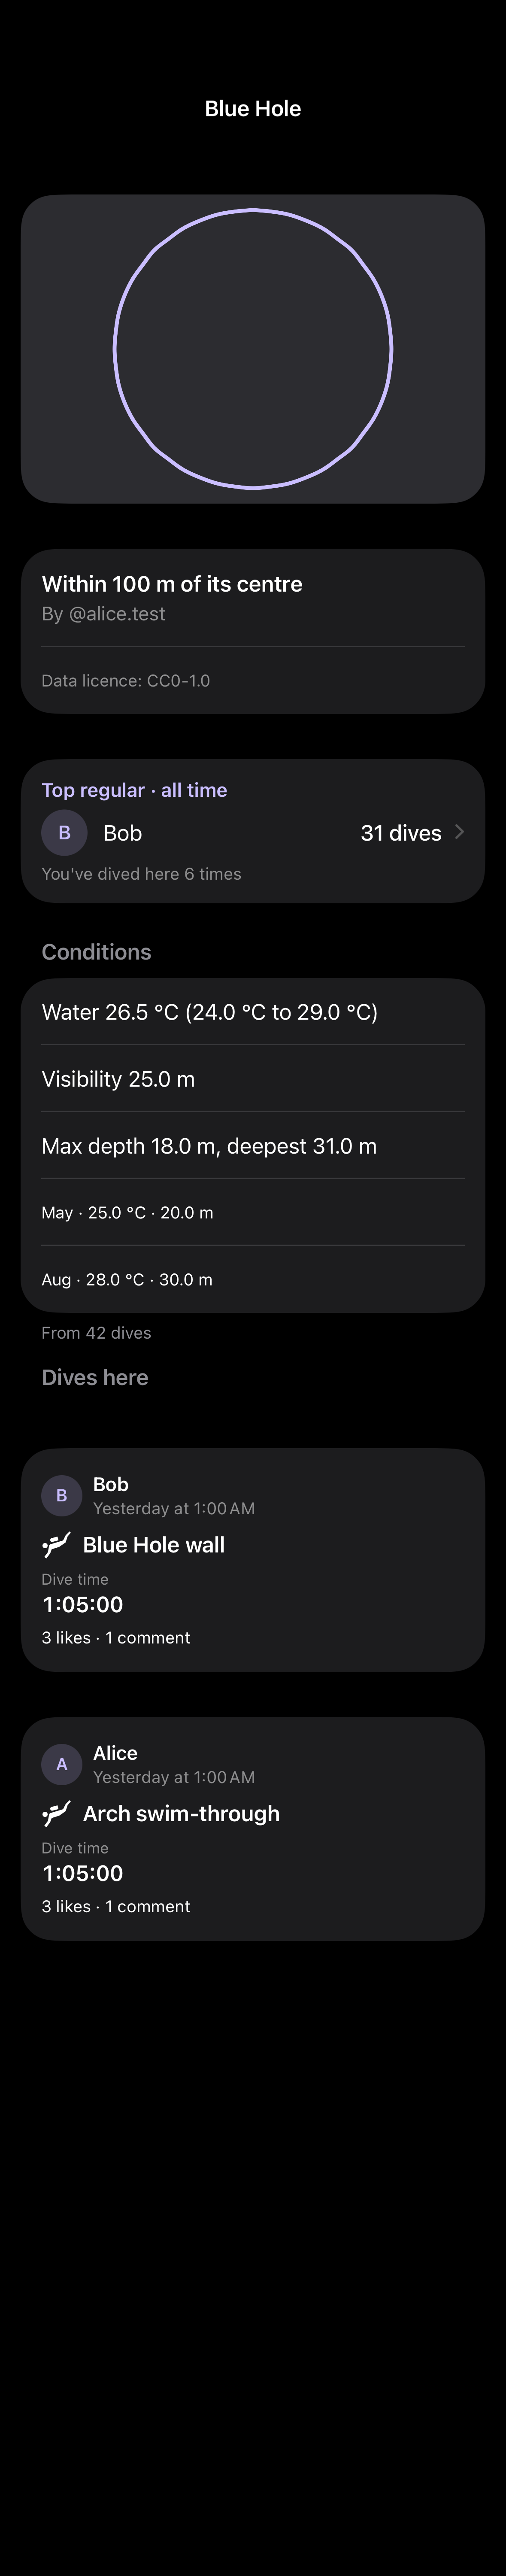 Blue Hole
Within 100 m of its centre
By @alice.test
Data licence: CC0-1.0
Top regular · all time
B
Bob
31 dives
You've dived here 6 times
Conditions
Water 26.5 °C (24.0 °C to 29.0 °C)
Visibility 25.0 m
Max depth 18.0 m, deepest 31.0 m
May · 25.0 °C · 20.0 m
Aug · 28.0 °C · 30.0 m
From 42 dives
Dives here
B
Bob
Yesterday at 1:00 AM
Blue Hole wall
Dive time
1:05:00
3 likes · 1 comment
A
Alice
Yesterday at 1:00 AM
Arch swim-through
Dive time
1:05:00
3 likes · 1 comment